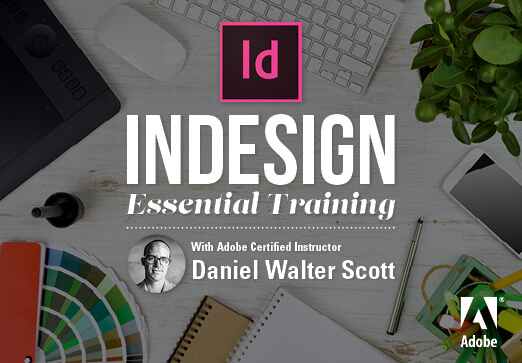 Id
INDESIGN
Essential Training
With Adobe Certified Instructor
Daniel Walter Scott
Adobe